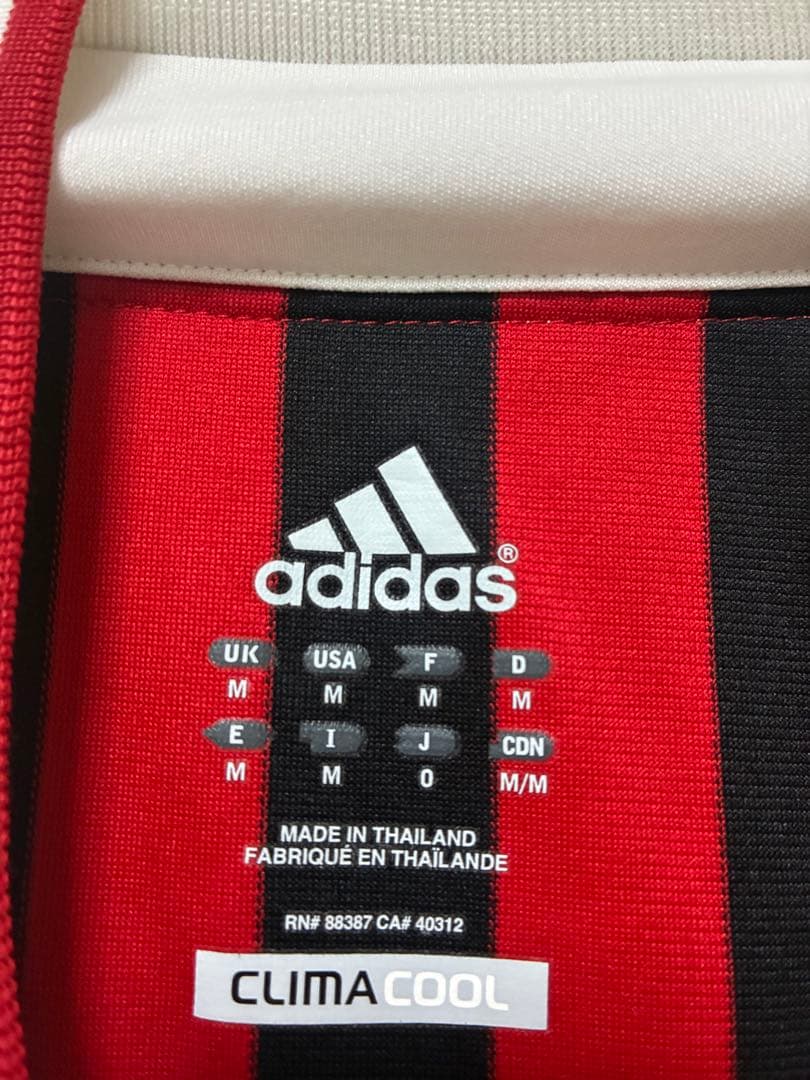 adidas®
UK USA F D
M M M M
E I J CDN
M M O M/M
MADE IN THAILAND
FABRIQUÉ EN THAÏLANDE
RN# 88387 CA# 40312
CLIMACOOL